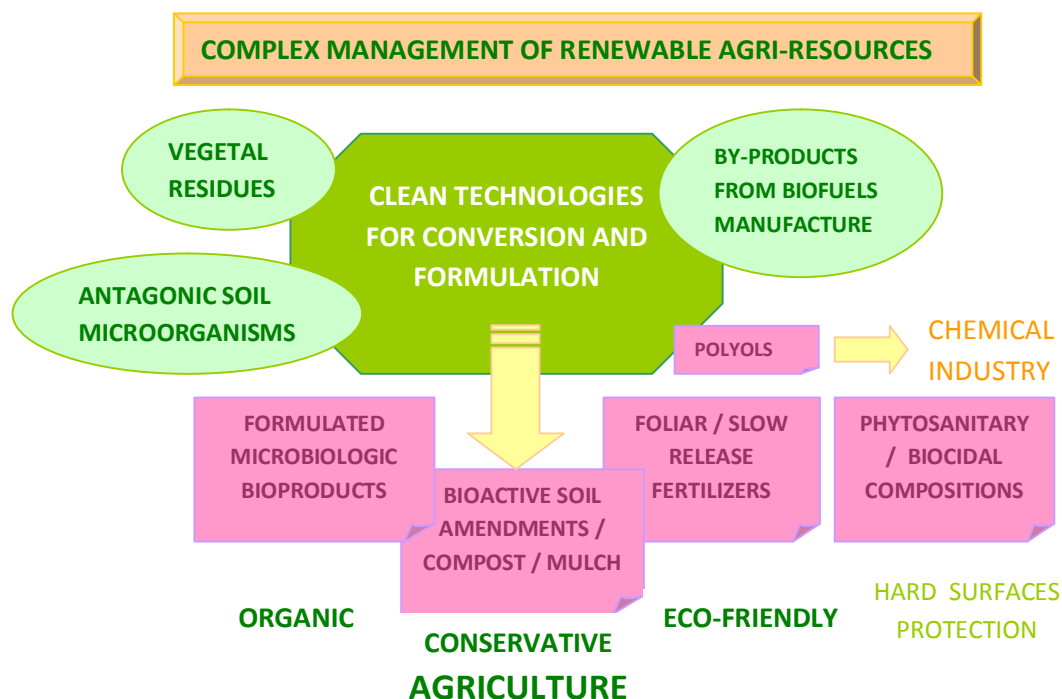 COMPLEX MANAGEMENT OF RENEWABLE AGRI-RESOURCES
VEGETAL
RESIDUES
CLEAN TECHNOLOGIES
FOR CONVERSION AND
FORMULATION
BY-PRODUCTS
FROM BIOFUELS
MANUFACTURE
ANTAGONIC SOIL
MICROORGANISMS
POLYOLS
CHEMICAL
INDUSTRY
FORMULATED
MICROBIOLOGIC
BIOPRODUCTS
BIOACTIVE SOIL
AMENDMENTS /
COMPOST / MULCH
FOLIAR / SLOW
RELEASE
FERTILIZERS
PHYTOSANITARY
/ BIOCIDAL
COMPOSITIONS
ORGANIC
CONSERVATIVE
ECO-FRIENDLY
AGRICULTURE
HARD SURFACES
PROTECTION